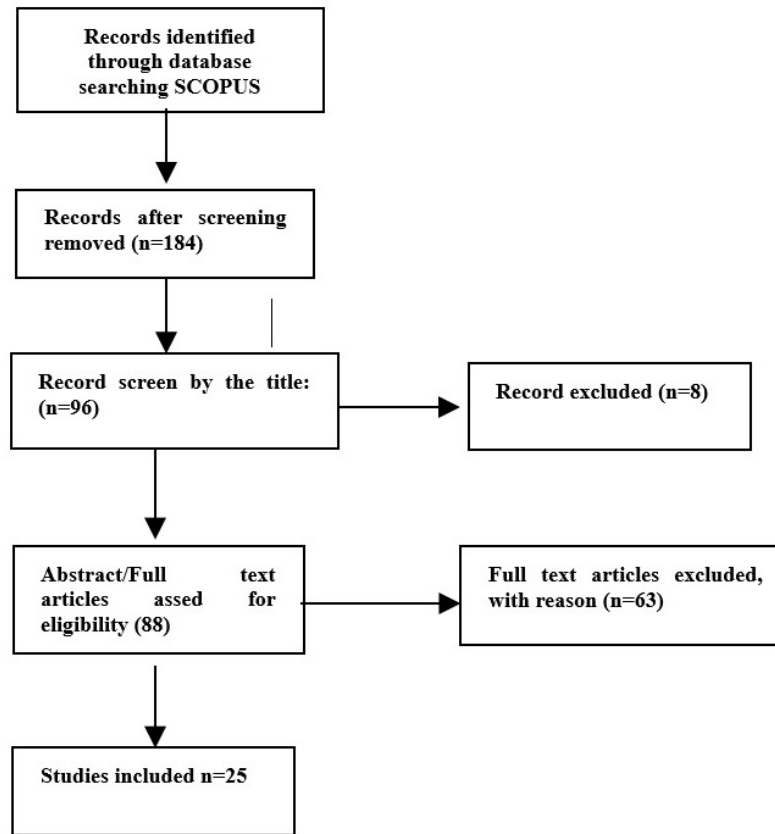 Records identified
through database
searching SCOPUS
Records after screening
removed (n=184)
Record screen by the title:
(n=96)
Record excluded (n=8)
Abstract/Full text
articles assed for
eligibility (88)
Full text articles excluded,
with reason (n=63)
Studies included n=25